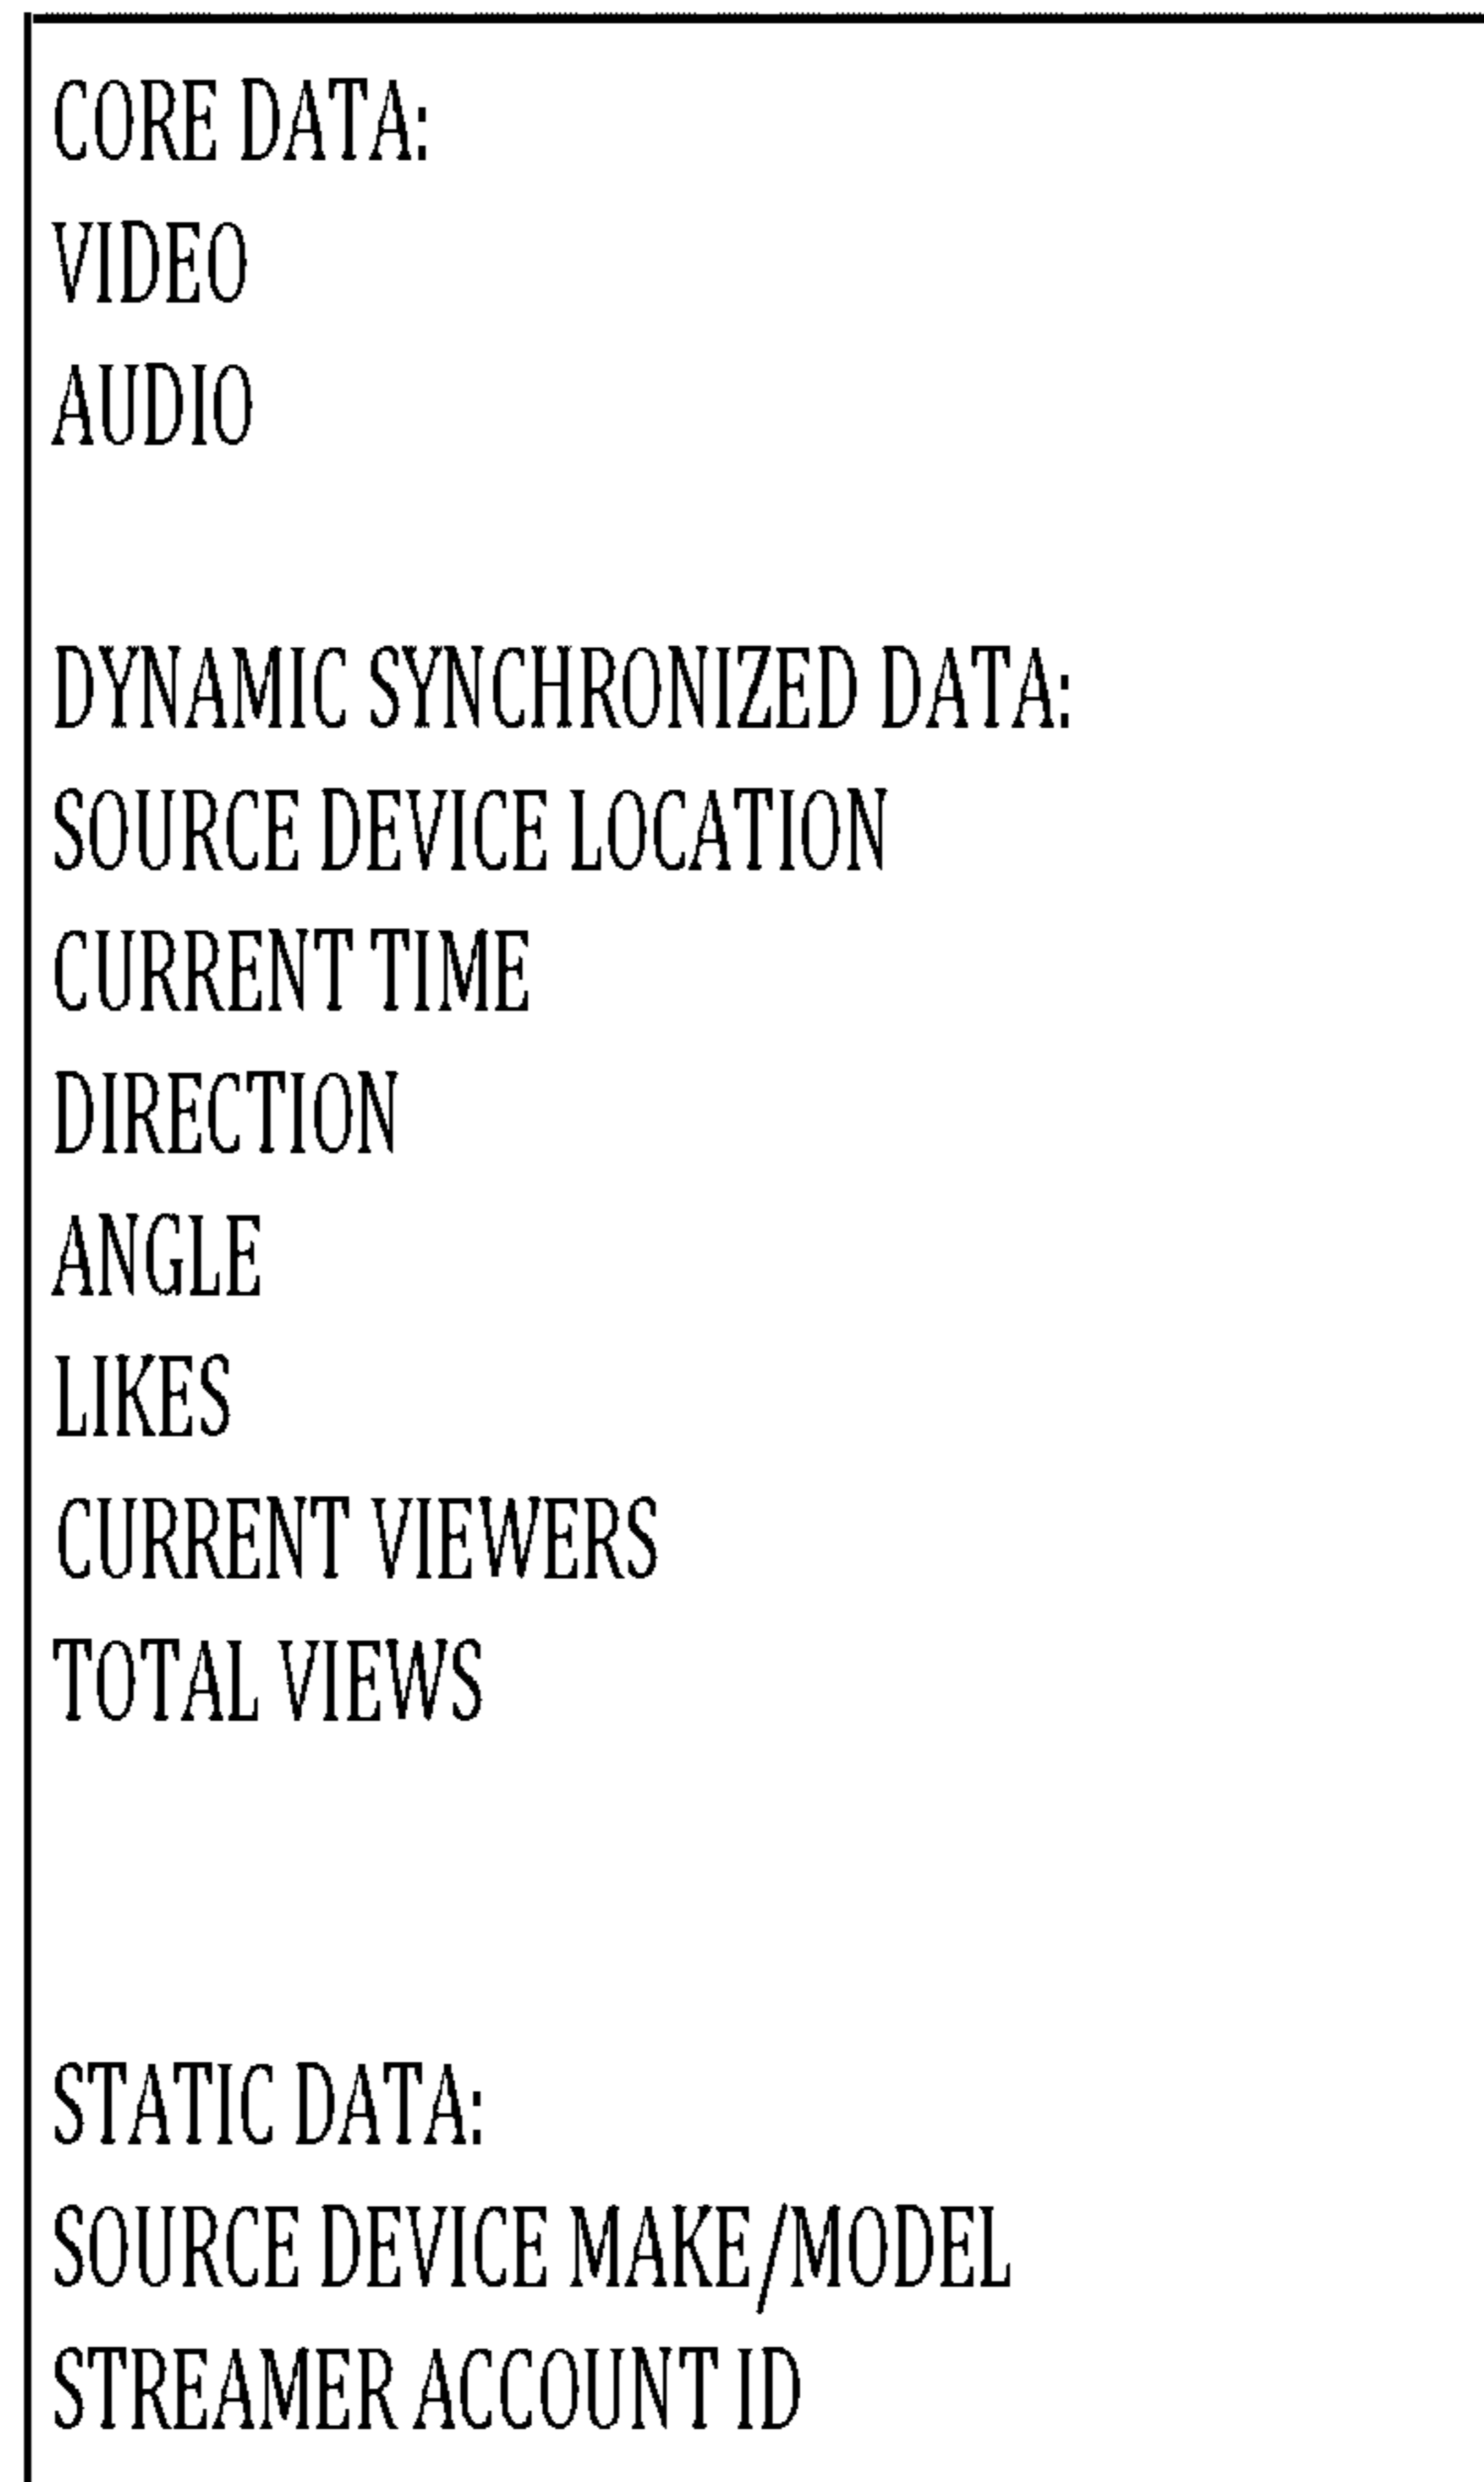 CORE DATA:
VIDEO
AUDIO
DYNAMIC SYNCHRONIZED DATA:
SOURCE DEVICE LOCATION
CURRENT TIME
DIRECTION
ANGLE
LIKES
CURRENT VIEWERS
TOTAL VIEWS
STATIC DATA:
SOURCE DEVICE MAKE/MODEL
STREAMER ACCOUNT ID